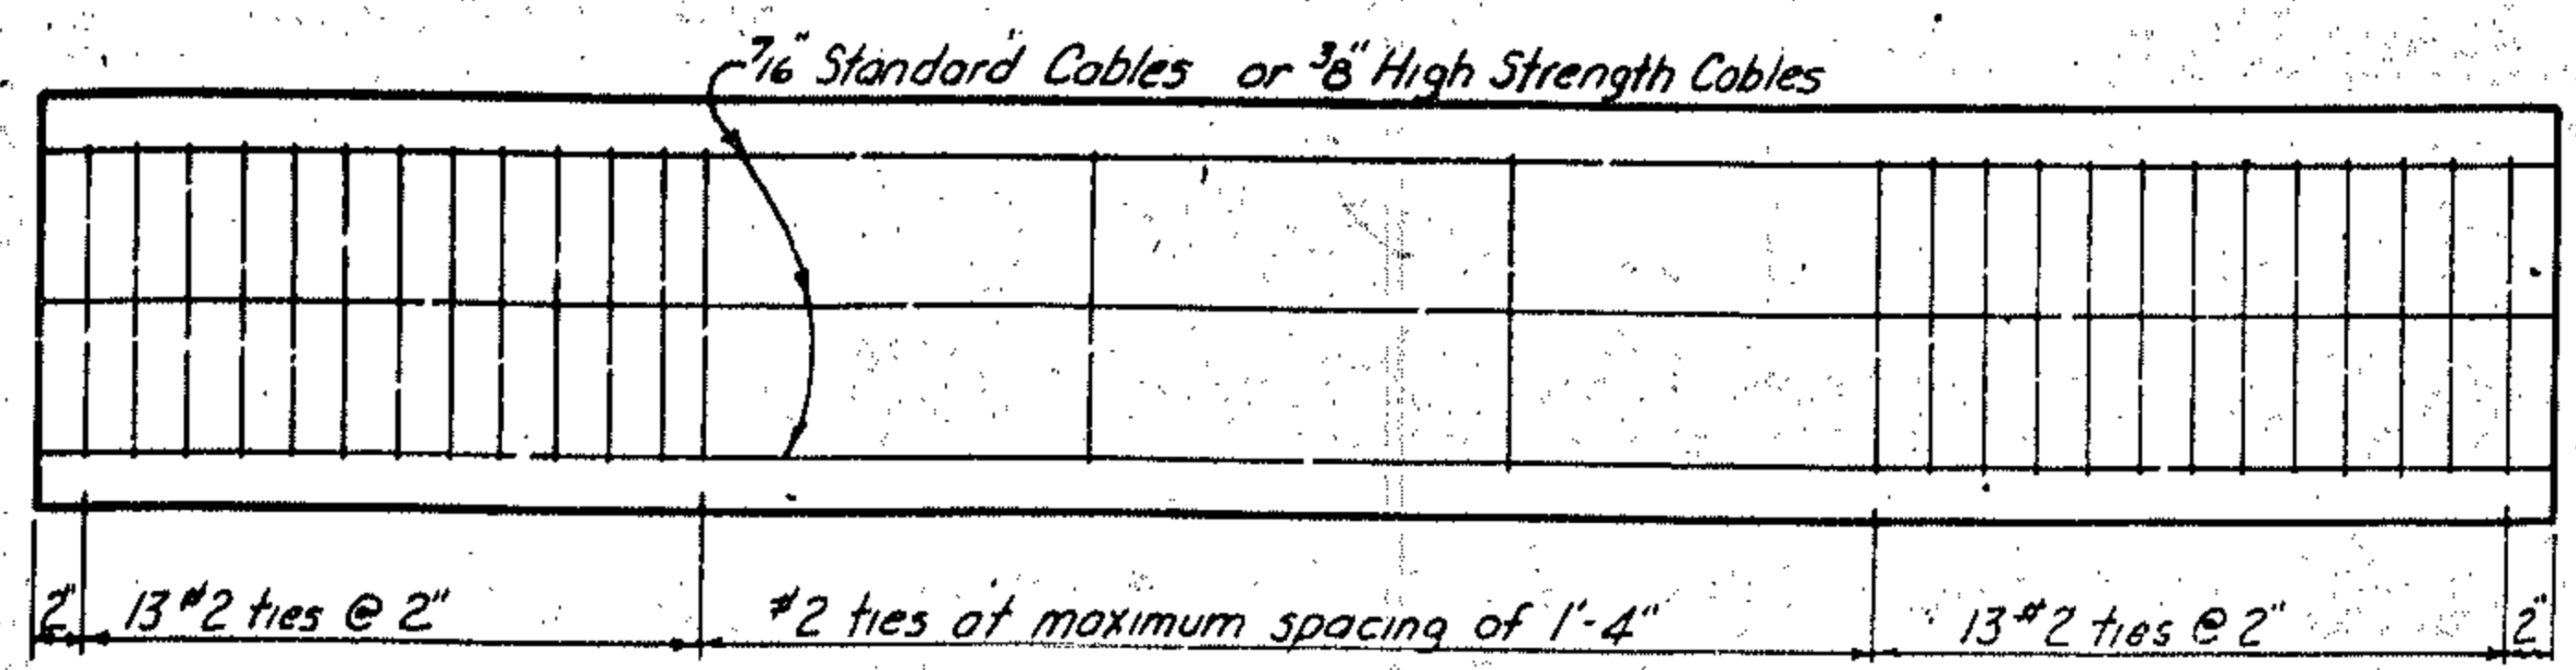 7/16" Standard Cables or 3/8" High Strength Cables
2" 13 #2 ties @ 2" #2 ties at maximum spacing of 1'-4" 13 #2 ties @ 2" 2"